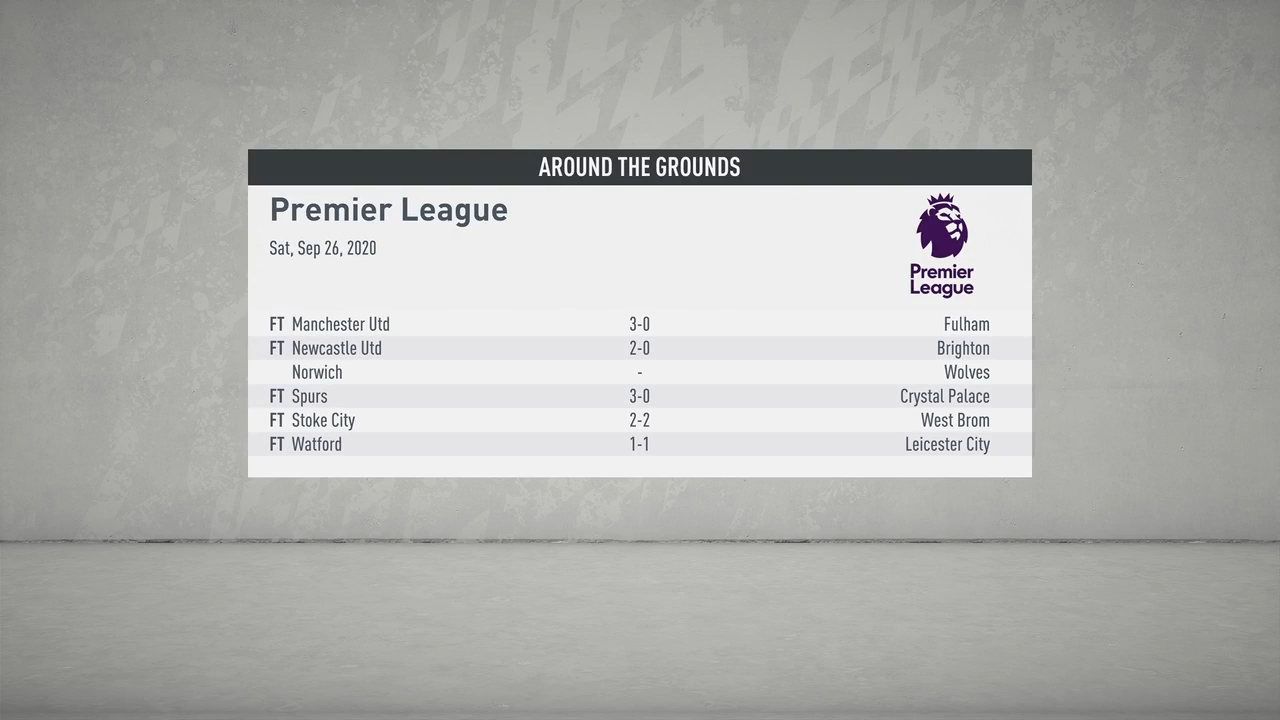 AROUND THE GROUNDS
Premier League
Sat, Sep 26, 2020
Premier
League
FT Manchester Utd 3-0 Fulham
FT Newcastle Utd 2-0 Brighton
Norwich - Wolves
FT Spurs 3-0 Crystal Palace
FT Stoke City 2-2 West Brom
FT Watford 1-1 Leicester City